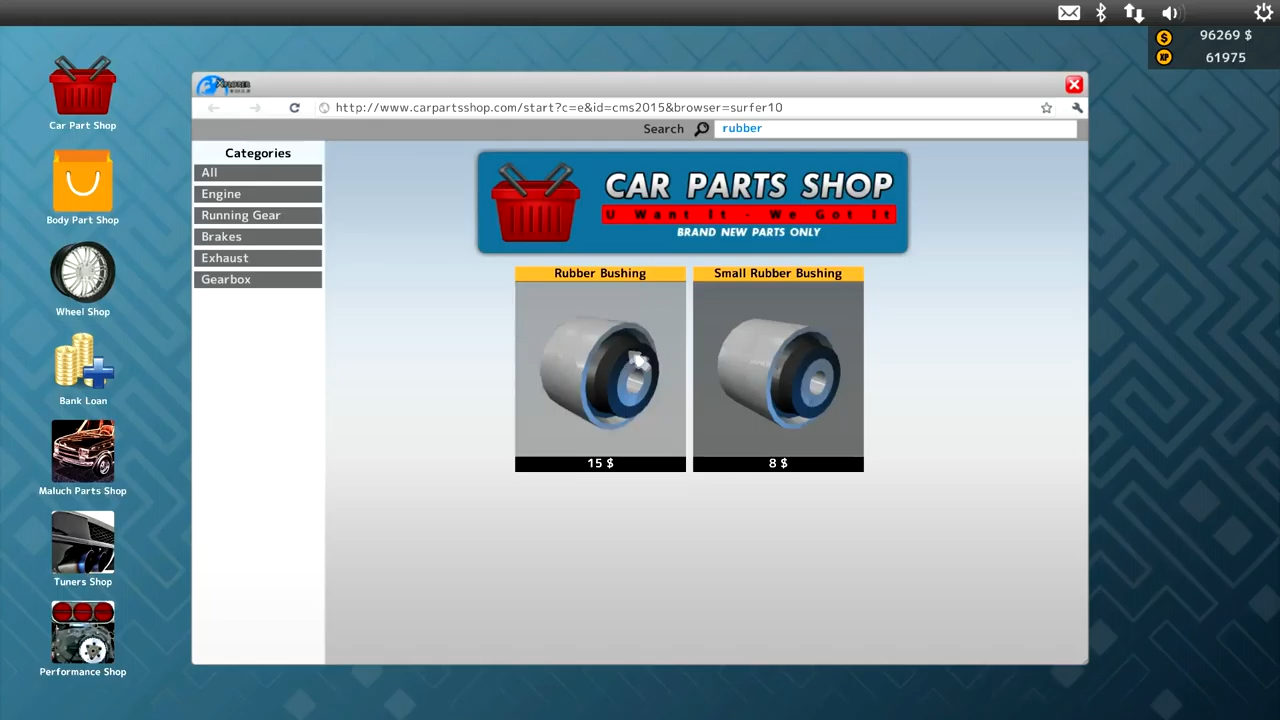 96269 $
61975
Car Part Shop
Body Part Shop
Wheel Shop
Bank Loan
Maluch Parts Shop
Tuners Shop
Performance Shop
http://www.carpartsshop.com/start?c=e&id=cms2015&browser=surfer10
Search rubber
Categories
All
Engine
Running Gear
Brakes
Exhaust
Gearbox
CAR PARTS SHOP
U Want It - We Got It
BRAND NEW PARTS ONLY
Rubber Bushing
15 $
Small Rubber Bushing
8 $